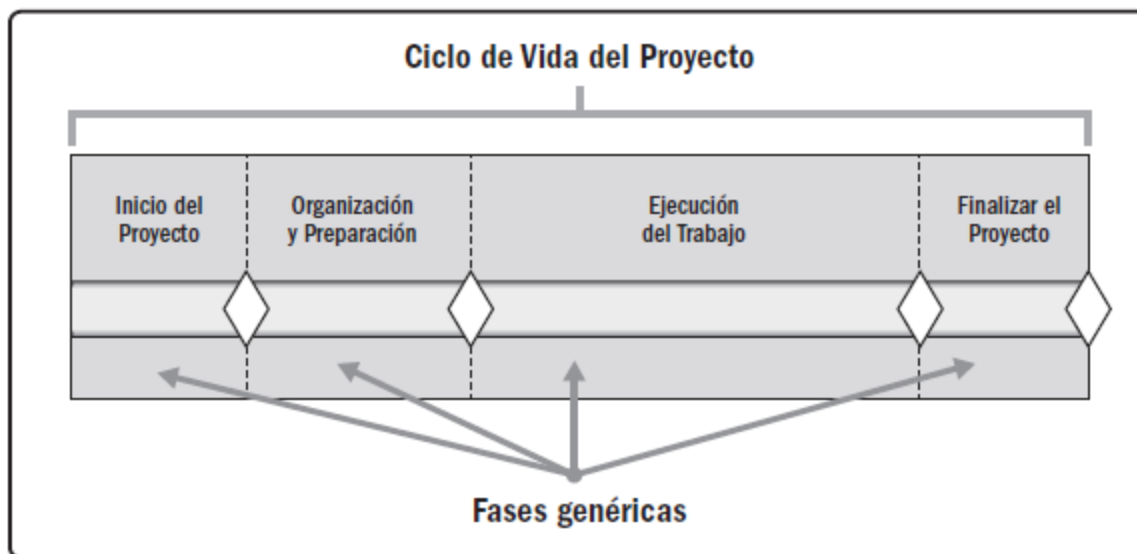 Ciclo de Vida del Proyecto
Inicio del
Proyecto
Organización
y Preparación
Ejecución
del Trabajo
Finalizar el
Proyecto
Fases genéricas